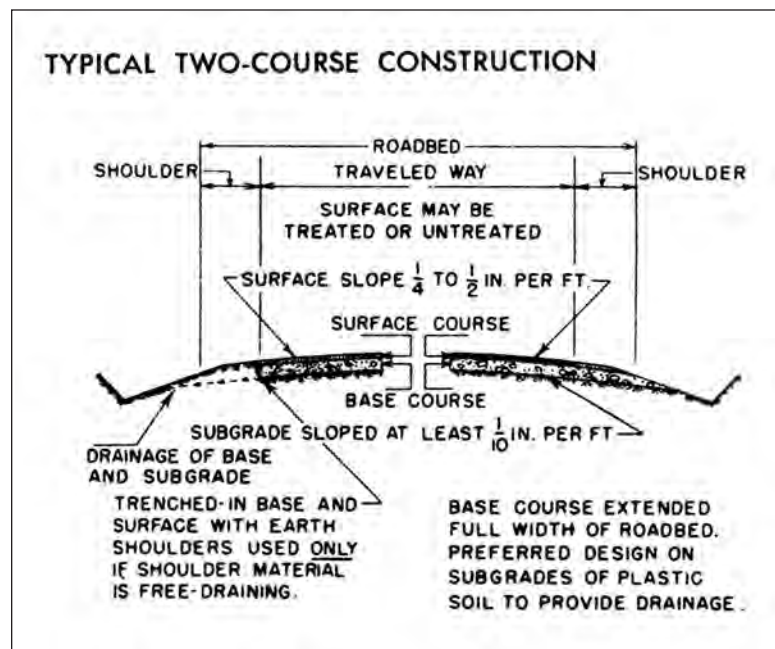 TYPICAL TWO-COURSE CONSTRUCTION
ROADBED
SHOULDER
TRAVELED WAY
SHOULDER
SURFACE MAY BE
TREATED OR UNTREATED
SURFACE SLOPE 1/4 TO 1/2 IN. PER FT.
SURFACE COURSE
BASE COURSE
SUBGRADE SLOPED AT LEAST 1/10 IN. PER FT
DRAINAGE OF BASE
AND SUBGRADE
TRENCHED-IN BASE AND
SURFACE WITH EARTH
SHOULDERS USED ONLY
IF SHOULDER MATERIAL
IS FREE-DRAINING.
BASE COURSE EXTENDED
FULL WIDTH OF ROADBED.
PREFERRED DESIGN ON
SUBGRADES OF PLASTIC
SOIL TO PROVIDE DRAINAGE.